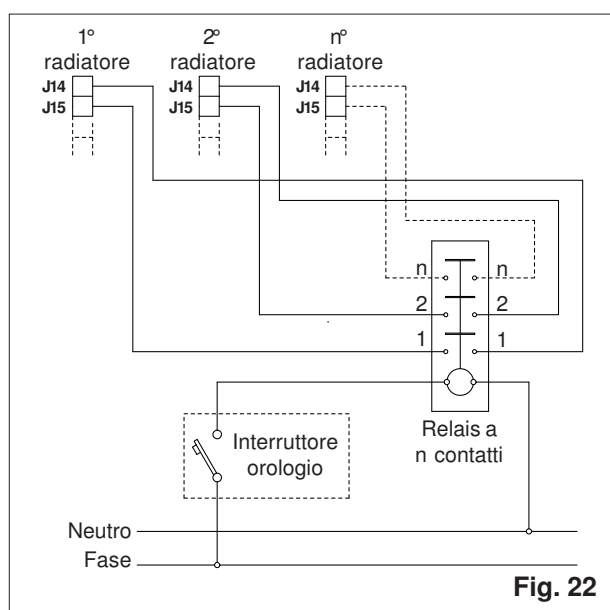 1° 2° n°
radiatore radiatore radiatore
J14 J14 J14
J15 J15 J15
n n
2 2
1 1
Relais a
n contatti
Interruttore
orologio
Neutro
Fase
Fig. 22